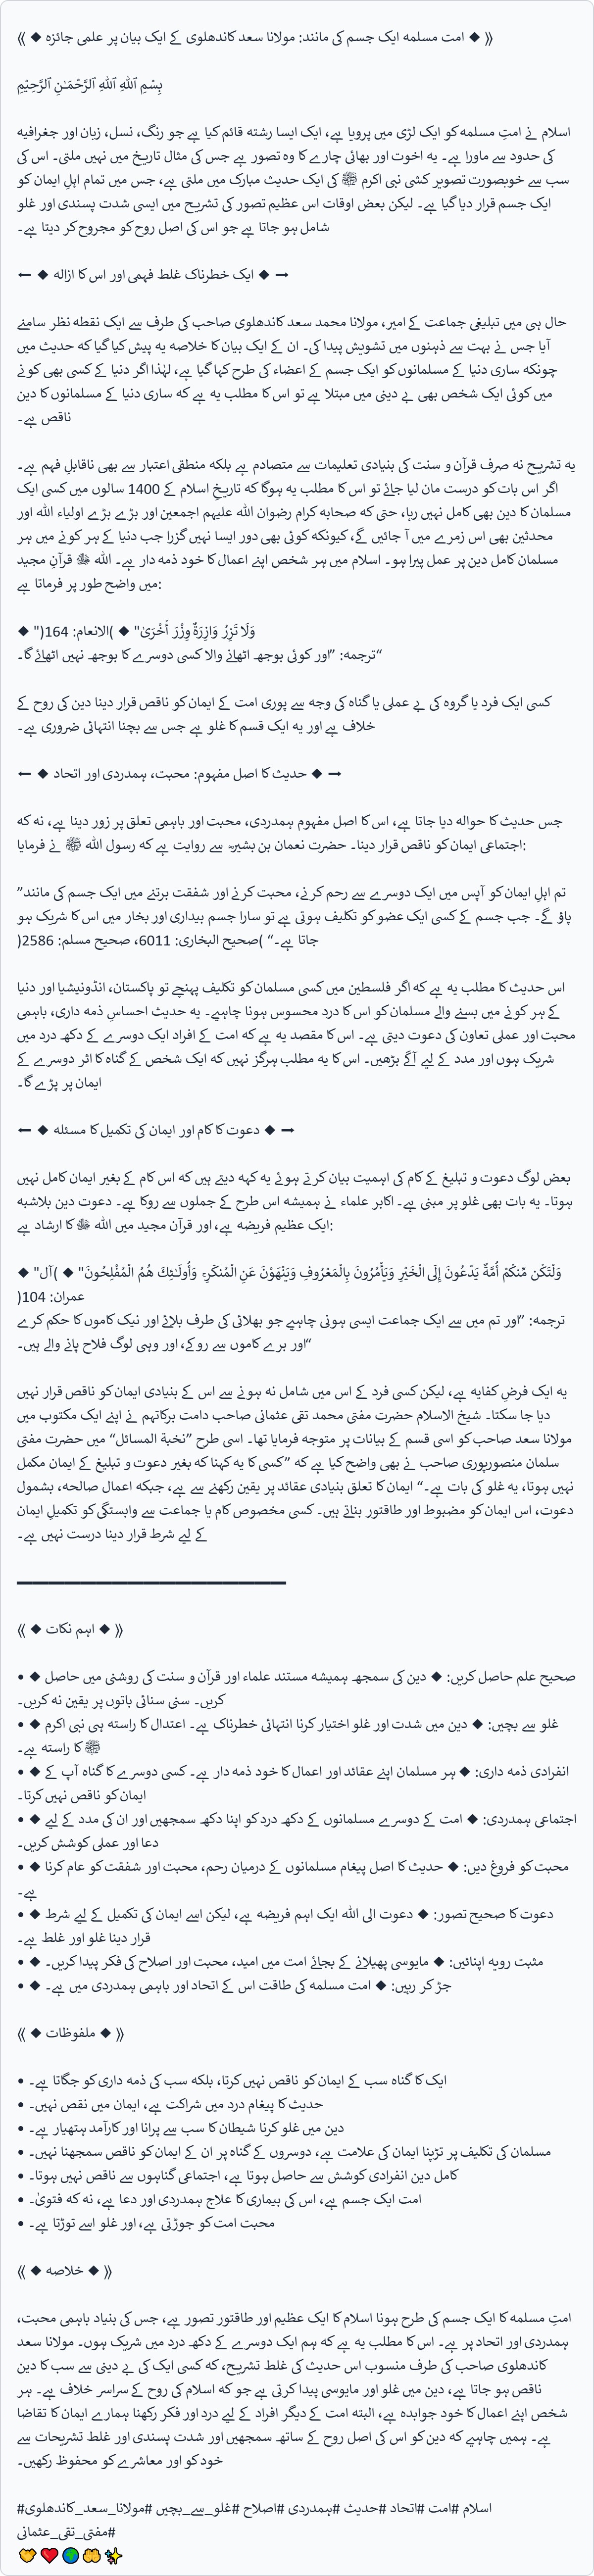 《 ◆ امت مسلمہ ایک جسم کی مانند: مولانا سعد کاندھلوی کے ایک بیان پر علمی جائزہ ◆ 》
بِسْمِ ٱللّٰهِ ٱللّٰهِ ٱلرَّحْمَـٰنِ ٱلرَّحِيْمِ
اسلام نے امتِ مسلمہ کو ایک لڑی میں پرویا ہے، ایک ایسا رشتہ قائم کیا ہے جو رنگ، نسل، زبان اور جغرافیہ
کی حدود سے ماورا ہے۔ یہ اخوت اور بھائی چارے کا وہ تصور ہے جس کی مثال تاریخ میں نہیں ملتی۔ اس کی
سب سے خوبصورت تصویر کشی نبی اکرم ﷺ کی ایک حدیث مبارک میں ملتی ہے، جس میں تمام اہلِ ایمان کو
ایک جسم قرار دیا گیا ہے۔ لیکن بعض اوقات اس عظیم تصور کی تشریح میں ایسی شدت پسندی اور غلو
شامل ہو جاتا ہے جو اس کی اصل روح کو مجروح کر دیتا ہے۔
━ ◆ ایک خطرناک غلط فہمی اور اس کا ازالہ ◆ ━
حال ہی میں تبلیغی جماعت کے امیر، مولانا محمد سعد کاندھلوی صاحب کی طرف سے ایک نقطہ نظر سامنے
آیا جس نے بہت سے ذہنوں میں تشویش پیدا کی۔ ان کے ایک بیان کا خلاصہ یہ پیش کیا گیا کہ حدیث میں
چونکہ ساری دنیا کے مسلمانوں کو ایک جسم کے اعضاء کی طرح کہا گیا ہے، لہٰذا اگر دنیا کے کسی بھی کونے
میں کوئی ایک شخص بھی بے دینی میں مبتلا ہے تو اس کا مطلب یہ ہے کہ ساری دنیا کے مسلمانوں کا دین
ناقص ہے۔
یہ تشریح نہ صرف قرآن و سنت کی بنیادی تعلیمات سے متصادم ہے بلکہ منطقی اعتبار سے بھی ناقابلِ فہم ہے۔
اگر اس بات کو درست مان لیا جائے تو اس کا مطلب یہ ہوگا کہ تاریخِ اسلام کے 1400 سالوں میں کسی ایک
مسلمان کا دین بھی کامل نہیں رہا، حتیٰ کہ صحابہ کرام رضوان اللہ علیہم اجمعین اور بڑے بڑے اولیاء اللہ اور
محدثین بھی اس زمرے میں آ جائیں گے، کیونکہ کوئی بھی دور ایسا نہیں گزرا جب دنیا کے ہر کونے میں ہر
مسلمان کامل دین پر عمل پیرا ہو۔ اسلام میں ہر شخص اپنے اعمال کا خود ذمہ دار ہے۔ اللہ ﷻ قرآنِ مجید
میں واضح طور پر فرماتا ہے:
◆ "وَلَا تَزِرُ وَازِرَةٌ وِزْرَ أُخْرَىٰ" ◆ (الانعام: 164)
ترجمہ: ”اور کوئی بوجھ اٹھانے والا کسی دوسرے کا بوجھ نہیں اٹھائے گا۔“
کسی ایک فرد یا گروہ کی بے عملی یا گناہ کی وجہ سے پوری امت کے ایمان کو ناقص قرار دینا دین کی روح کے
خلاف ہے اور یہ ایک قسم کا غلو ہے جس سے بچنا انتہائی ضروری ہے۔
━ ◆ حدیث کا اصل مفہوم: محبت، ہمدردی اور اتحاد ◆ ━
جس حدیث کا حوالہ دیا جاتا ہے، اس کا اصل مفہوم ہمدردی، محبت اور باہمی تعلق پر زور دینا ہے، نہ کہ
اجتماعی ایمان کو ناقص قرار دینا۔ حضرت نعمان بن بشیرؓ سے روایت ہے کہ رسول اللہ ﷺ نے فرمایا:
”تم اہلِ ایمان کو آپس میں ایک دوسرے سے رحم کرنے، محبت کرنے اور شفقت برتنے میں ایک جسم کی مانند
پاؤ گے۔ جب جسم کے کسی ایک عضو کو تکلیف ہوتی ہے تو سارا جسم بیداری اور بخار میں اس کا شریک ہو
جاتا ہے۔“ (صحیح البخاری: 6011، صحیح مسلم: 2586)
اس حدیث کا مطلب یہ ہے کہ اگر فلسطین میں کسی مسلمان کو تکلیف پہنچے تو پاکستان، انڈونیشیا اور دنیا
کے ہر کونے میں بسنے والے مسلمان کو اس کا درد محسوس ہونا چاہیے۔ یہ حدیث احساسِ ذمہ داری، باہمی
محبت اور عملی تعاون کی دعوت دیتی ہے۔ اس کا مقصد یہ ہے کہ امت کے افراد ایک دوسرے کے دکھ درد میں
شریک ہوں اور مدد کے لیے آگے بڑھیں۔ اس کا یہ مطلب ہرگز نہیں کہ ایک شخص کے گناہ کا اثر دوسرے کے
ایمان پر پڑے گا۔
━ ◆ دعوت کا کام اور ایمان کی تکمیل کا مسئلہ ◆ ━
بعض لوگ دعوت و تبلیغ کے کام کی اہمیت بیان کرتے ہوئے یہ کہہ دیتے ہیں کہ اس کام کے بغیر ایمان کامل نہیں
ہوتا۔ یہ بات بھی غلو پر مبنی ہے۔ اکابر علماء نے ہمیشہ اس طرح کے جملوں سے روکا ہے۔ دعوت دین بلاشبہ
ایک عظیم فریضہ ہے، اور قرآن مجید میں اللہ ﷻ کا ارشاد ہے:
◆ "وَلْتَكُن مِّنكُمْ أُمَّةٌ يَدْعُونَ إِلَى الْخَيْرِ وَيَأْمُرُونَ بِالْمَعْرُوفِ وَيَنْهَوْنَ عَنِ الْمُنكَرِ ۚ وَأُولَـٰئِكَ هُمُ الْمُفْلِحُونَ" ◆ (آل
عمران: 104)
ترجمہ: ”اور تم میں سے ایک جماعت ایسی ہونی چاہیے جو بھلائی کی طرف بلائے اور نیک کاموں کا حکم کرے
اور برے کاموں سے روکے، اور وہی لوگ فلاح پانے والے ہیں۔“
یہ ایک فرضِ کفایہ ہے، لیکن کسی فرد کے اس میں شامل نہ ہونے سے اس کے بنیادی ایمان کو ناقص قرار نہیں
دیا جا سکتا۔ شیخ الاسلام حضرت مفتی محمد تقی عثمانی صاحب دامت برکاتہم نے اپنے ایک مکتوب میں
مولانا سعد صاحب کو اسی قسم کے بیانات پر متوجہ فرمایا تھا۔ اسی طرح ”نخبۃ المسائل“ میں حضرت مفتی
سلمان منصورپوری صاحب نے بھی واضح کیا ہے کہ ”کسی کا یہ کہنا کہ بغیر دعوت و تبلیغ کے ایمان مکمل
نہیں ہوتا، یہ غلو کی بات ہے۔“ ایمان کا تعلق بنیادی عقائد پر یقین رکھنے سے ہے، جبکہ اعمال صالحہ، بشمول
دعوت، اس ایمان کو مضبوط اور طاقتور بناتے ہیں۔ کسی مخصوص کام یا جماعت سے وابستگی کو تکمیلِ ایمان
کے لیے شرط قرار دینا درست نہیں ہے۔
《 ◆ اہم نکات ◆ 》
• ◆ صحیح علم حاصل کریں: ◆ دین کی سمجھ ہمیشہ مستند علماء اور قرآن و سنت کی روشنی میں حاصل
کریں۔ سنی سنائی باتوں پر یقین نہ کریں۔
• ◆ غلو سے بچیں: ◆ دین میں شدت اور غلو اختیار کرنا انتہائی خطرناک ہے۔ اعتدال کا راستہ ہی نبی اکرم
ﷺ کا راستہ ہے۔
• ◆ انفرادی ذمہ داری: ◆ ہر مسلمان اپنے عقائد اور اعمال کا خود ذمہ دار ہے۔ کسی دوسرے کا گناہ آپ کے
ایمان کو ناقص نہیں کرتا۔
• ◆ اجتماعی ہمدردی: ◆ امت کے دوسرے مسلمانوں کے دکھ درد کو اپنا دکھ سمجھیں اور ان کی مدد کے لیے
دعا اور عملی کوشش کریں۔
• ◆ محبت کو فروغ دیں: ◆ حدیث کا اصل پیغام مسلمانوں کے درمیان رحم، محبت اور شفقت کو عام کرنا
ہے۔
• ◆ دعوت کا صحیح تصور: ◆ دعوت الی اللہ ایک اہم فریضہ ہے، لیکن اسے ایمان کی تکمیل کے لیے شرط
قرار دینا غلو اور غلط ہے۔
• ◆ مثبت رویہ اپنائیں: ◆ مایوسی پھیلانے کے بجائے امت میں امید، محبت اور اصلاح کی فکر پیدا کریں۔
• ◆ جڑ کر رہیں: ◆ امت مسلمہ کی طاقت اس کے اتحاد اور باہمی ہمدردی میں ہے۔
《 ◆ ملفوظات ◆ 》
• ایک کا گناہ سب کے ایمان کو ناقص نہیں کرتا، بلکہ سب کی ذمہ داری کو جگاتا ہے۔
• حدیث کا پیغام درد میں شراکت ہے، ایمان میں نقص نہیں۔
• دین میں غلو کرنا شیطان کا سب سے پرانا اور کارآمد ہتھیار ہے۔
• مسلمان کی تکلیف پر تڑپنا ایمان کی علامت ہے، دوسروں کے گناہ پر ان کے ایمان کو ناقص سمجھنا نہیں۔
• کامل دین انفرادی کوشش سے حاصل ہوتا ہے، اجتماعی گناہوں سے ناقص نہیں ہوتا۔
• امت ایک جسم ہے، اس کی بیماری کا علاج ہمدردی اور دعا ہے، نہ کہ فتویٰ۔
• محبت امت کو جوڑتی ہے، اور غلو اسے توڑتا ہے۔
《 ◆ خلاصہ ◆ 》
امتِ مسلمہ کا ایک جسم کی طرح ہونا اسلام کا ایک عظیم اور طاقتور تصور ہے، جس کی بنیاد باہمی محبت،
ہمدردی اور اتحاد پر ہے۔ اس کا مطلب یہ ہے کہ ہم ایک دوسرے کے دکھ درد میں شریک ہوں۔ مولانا سعد
کاندھلوی صاحب کی طرف منسوب اس حدیث کی غلط تشریح، کہ کسی ایک کی بے دینی سے سب کا دین
ناقص ہو جاتا ہے، دین میں غلو اور مایوسی پیدا کرتی ہے جو کہ اسلام کی روح کے سراسر خلاف ہے۔ ہر
شخص اپنے اعمال کا خود جوابدہ ہے، البتہ امت کے دیگر افراد کے لیے درد اور فکر رکھنا ہمارے ایمان کا تقاضا
ہے۔ ہمیں چاہیے کہ دین کو اس کی اصل روح کے ساتھ سمجھیں اور شدت پسندی اور غلط تشریحات سے
خود کو اور معاشرے کو محفوظ رکھیں۔
#اسلام #امت #اتحاد #حدیث #ہمدردی #اصلاح #غلو_سے_بچیں #مولانا_سعد_کاندھلوی
#مفتی_تقی_عثمانی